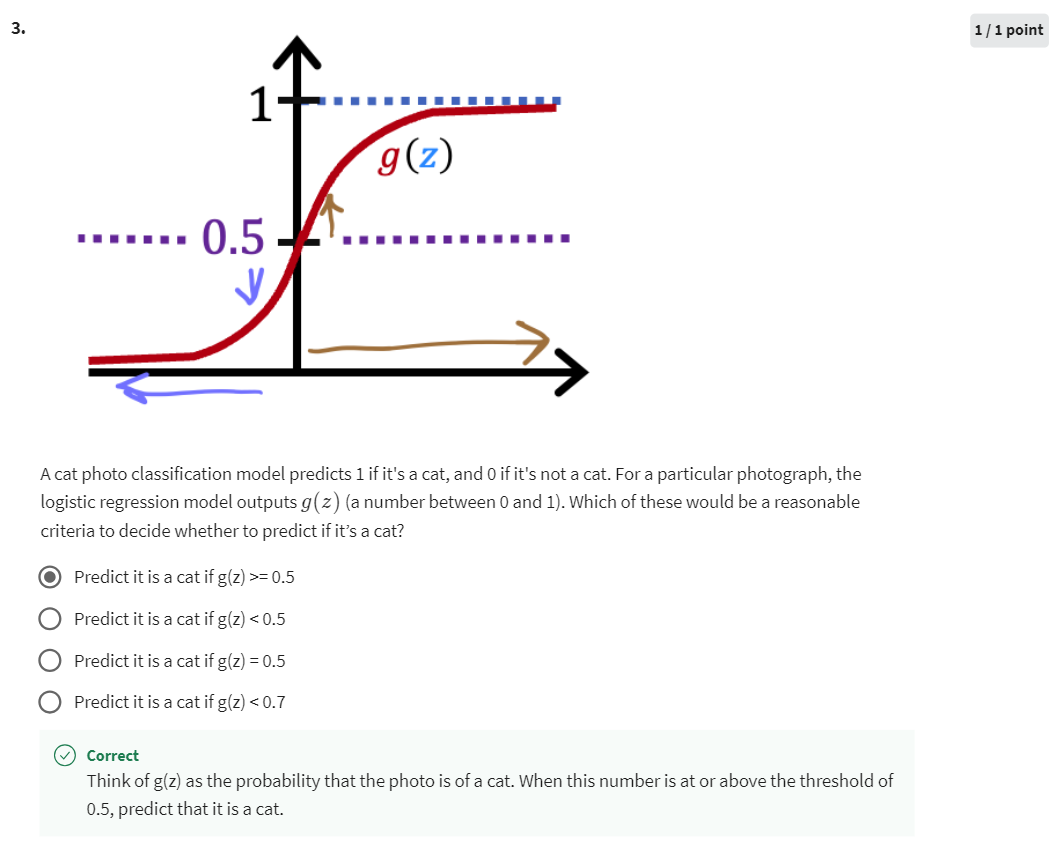 3.
1 / 1 point
1
g(z)
0.5
A cat photo classification model predicts 1 if it's a cat, and 0 if it's not a cat. For a particular photograph, the
logistic regression model outputs g(z) (a number between 0 and 1). Which of these would be a reasonable
criteria to decide whether to predict if it’s a cat?
Predict it is a cat if g(z) >= 0.5
Predict it is a cat if g(z) < 0.5
Predict it is a cat if g(z) = 0.5
Predict it is a cat if g(z) < 0.7
Correct
Think of g(z) as the probability that the photo is of a cat. When this number is at or above the threshold of
0.5, predict that it is a cat.